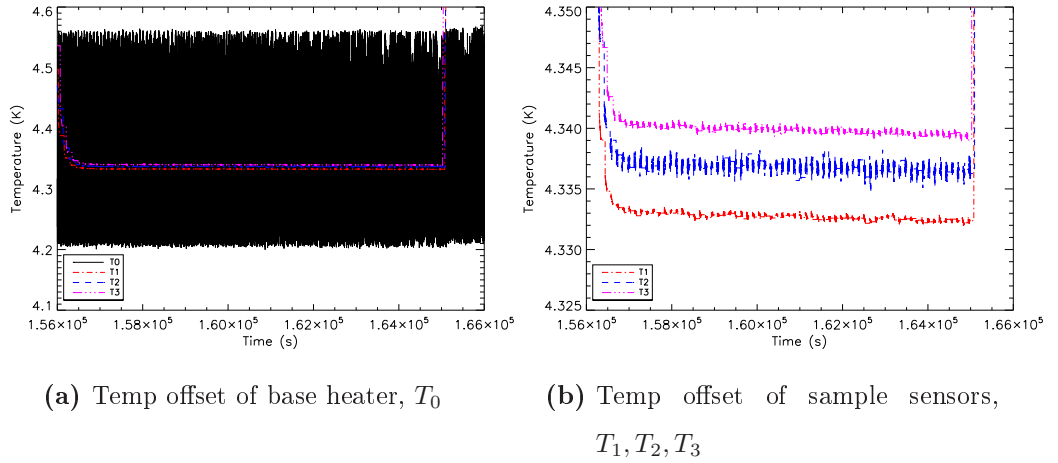 4.6
4.5
4.4
4.3
4.2
4.1
Temperature (K)
T0
T1
T2
T3
1.56×10⁵ 1.58×10⁵ 1.60×10⁵ 1.62×10⁵ 1.64×10⁵ 1.66×10⁵
Time (s)
4.350
4.345
4.340
4.335
4.330
4.325
Temperature (K)
T1
T2
T3
1.56×10⁵ 1.58×10⁵ 1.60×10⁵ 1.62×10⁵ 1.64×10⁵ 1.66×10⁵
Time (s)
(a) Temp offset of base heater, T₀
(b) Temp offset of sample sensors,
T₁, T₂, T₃